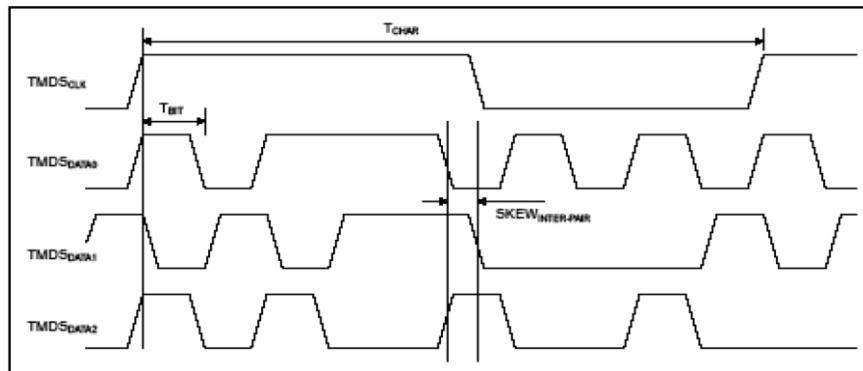 TCHAR
TMDSCLK
TBIT
TMDSDATA0
SKEWINTER-PAIR
TMDSDATA1
TMDSDATA2